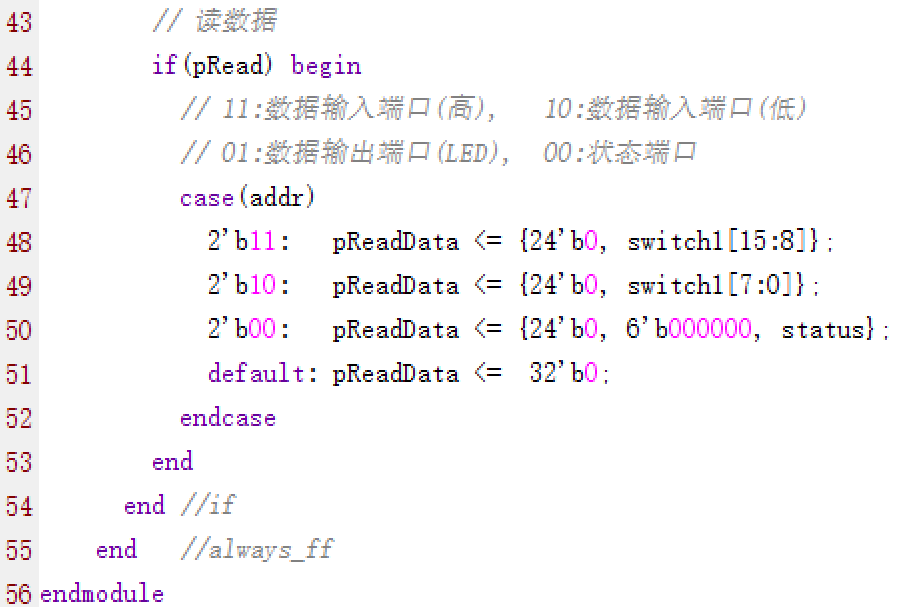 43 // 读数据
44 if(pRead) begin
45 // 11:数据输入端口(高), 10:数据输入端口(低)
46 // 01:数据输出端口(LED), 00:状态端口
47 case(addr)
48 2'b11: pReadData <= {24'b0, switch1[15:8]};
49 2'b10: pReadData <= {24'b0, switch1[7:0]};
50 2'b00: pReadData <= {24'b0, 6'b000000, status};
51 default: pReadData <= 32'b0;
52 endcase
53 end
54 end //if
55 end //always_ff
56 endmodule